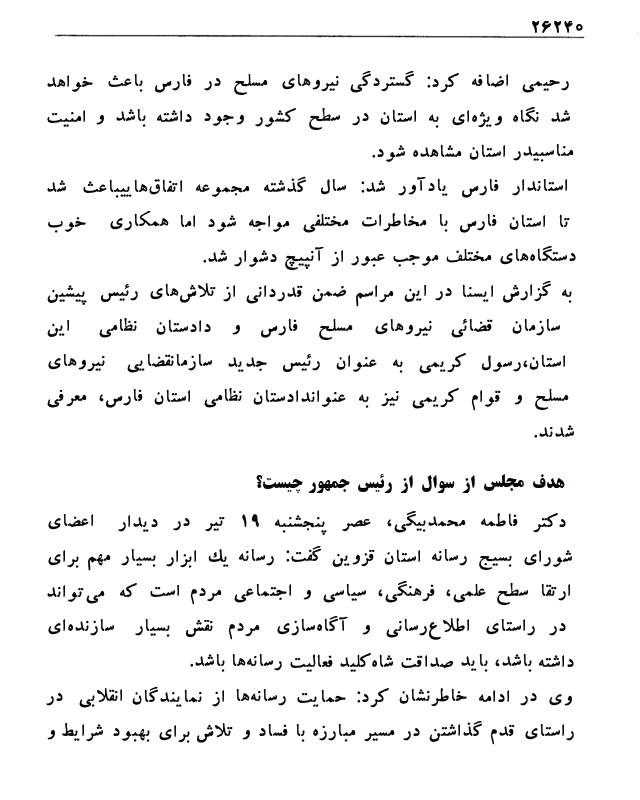 ۲۶۲۴۰
رحیمی اضافه کرد: گستردگی نیروهای مسلح در فارس باعث خواهد
شد نگاه ویژه‌ای به استان در سطح کشور وجود داشته باشد و امنیت
مناسبیدر استان مشاهده شود.
استاندار فارس یادآور شد: سال گذشته مجموعه اتفاق‌هاییباعث شد
تا استان فارس با مخاطرات مختلفی مواجه شود اما همکاری خوب
دستگاه‌های مختلف موجب عبور از آنپیچ دشوار شد.
به گزارش ایسنا در این مراسم ضمن قدردانی از تلاش‌های رئیس پیشین
سازمان قضائی نیروهای مسلح فارس و دادستان نظامی این
استان،رسول کریمی به عنوان رئیس جدید سازمانقضایی نیروهای
مسلح و قوام کریمی نیز به عنواندادستان نظامی استان فارس، معرفی
شدند.
هدف مجلس از سوال از رئیس جمهور چیست؟
دکتر فاطمه محمدبیگی، عصر پنجشنبه ۱۹ تیر در دیدار اعضای
شورای بسیج رسانه استان قزوین گفت: رسانه یك ابزار بسیار مهم برای
ارتقا سطح علمی، فرهنگی، سیاسی و اجتماعی مردم است که می‌تواند
در راستای اطلاع‌رسانی و آگاه‌سازی مردم نقش بسیار سازنده‌ای
داشته باشد، باید صداقت شاه‌کلید فعالیت رسانه‌ها باشد.
وی در ادامه خاطرنشان کرد: حمایت رسانه‌ها از نمایندگان انقلابی در
راستای قدم گذاشتن در مسیر مبارزه با فساد و تلاش برای بهبود شرایط و